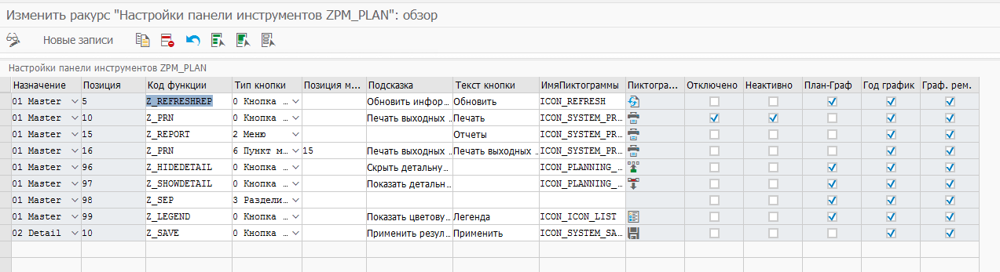 Изменить ракурс "Настройки панели инструментов ZPM_PLAN": обзор
Новые записи
Настройки панели инструментов ZPM_PLAN
Назначение Позиция Код функции Тип кнопки Позиция м... Подсказка Текст кнопки ИмяПиктограммы Пиктогра... Отключено Неактивно План-Граф Год график Граф. рем.
01 Master 5 Z_REFRESHREP 0 Кнопка ... Обновить инфор... Обновить ICON_REFRESH
01 Master 10 Z_PRN 0 Кнопка ... Печать выходных ... Печать ICON_SYSTEM_PR...
01 Master 15 Z_REPORT 2 Меню Отчеты ICON_SYSTEM_PR...
01 Master 16 Z_PRN 6 Пункт м... 15 Печать выходных ... Печать выходных ... ICON_SYSTEM_PR...
01 Master 96 Z_HIDEDETAIL 0 Кнопка ... Скрыть детальну... ICON_PLANNING_...
01 Master 97 Z_SHOWDETAIL 0 Кнопка ... Показать детальн... ICON_PLANNING_...
01 Master 98 Z_SEP 3 Раздели...
01 Master 99 Z_LEGEND 0 Кнопка ... Показать цветову... Легенда ICON_ICON_LIST
02 Detail 10 Z_SAVE 0 Кнопка ... Применить резул... Применить ICON_SYSTEM_SA...